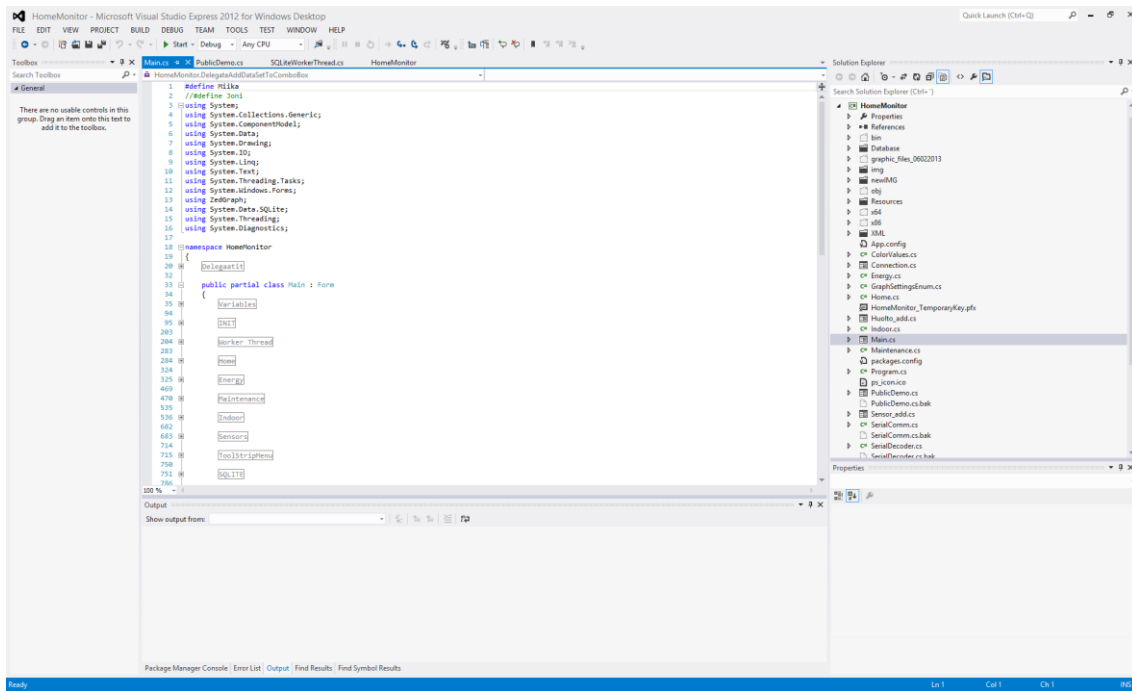 HomeMonitor - Microsoft Visual Studio Express 2012 for Windows Desktop
Quick Launch (Ctrl+Q)
FILE EDIT VIEW PROJECT BUILD DEBUG TEAM TOOLS TEST WINDOW HELP
Start Debug Any CPU
Toolbox
Search Toolbox
General
There are no usable controls in this
group. Drag an item onto this text to
add it to the toolbox.
Main.cs PublicDemo.cs SQLiteWorkerThread.cs HomeMonitor
HomeMonitor.DelegateAddDataSetToComboBox
1 #define Miika
2 //#define Joni
3 using System;
4 using System.Collections.Generic;
5 using System.ComponentModel;
6 using System.Data;
7 using System.Drawing;
8 using System.IO;
9 using System.Linq;
10 using System.Text;
11 using System.Threading.Tasks;
12 using System.Windows.Forms;
13 using ZedGraph;
14 using System.Data.SQLite;
15 using System.Threading;
16 using System.Diagnostics;
17
18 namespace HomeMonitor
19 {
20 Delegaatit
32
33 public partial class Main : Form
34 {
35 Variables
94
95 INIT
203
204 Worker Thread
283
284 Home
324
325 Energy
469
470 Maintenance
535
536 Indoor
682
683 Sensors
714
715 ToolStripMenu
750
751 SQLITE
786
100 %
Output
Show output from:
Package Manager Console Error List Output Find Results Find Symbol Results
Solution Explorer
Search Solution Explorer (Ctrl+¨)
HomeMonitor
Properties
References
bin
Database
graphic_files_06022013
img
newIMG
obj
Resources
x64
x86
XML
App.config
ColorValues.cs
Connection.cs
Energy.cs
GraphSettingsEnum.cs
Home.cs
HomeMonitor_TemporaryKey.pfx
Huolto_add.cs
Indoor.cs
Main.cs
Maintenance.cs
packages.config
Program.cs
ps_icon.ico
PublicDemo.cs
PublicDemo.cs.bak
Sensor_add.cs
SerialComm.cs
SerialComm.cs.bak
SerialDecoder.cs
SerialDecoder.cs.bak
Properties
Ready Ln 1 Col 1 Ch 1 INS